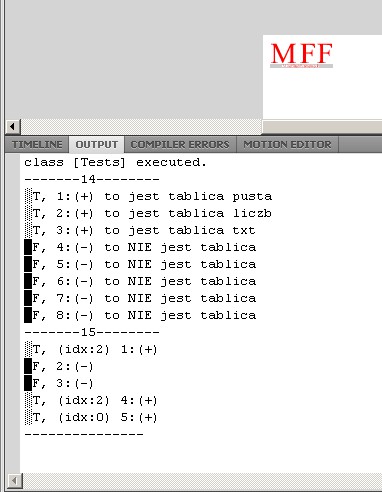 MFF
TIMELINE OUTPUT COMPILER ERRORS MOTION EDITOR
class [Tests] executed.
-------14--------
░T, 1:(+) to jest tablica pusta
░T, 2:(+) to jest tablica liczb
░T, 3:(+) to jest tablica txt
█F, 4:(-) to NIE jest tablica
█F, 5:(-) to NIE jest tablica
█F, 6:(-) to NIE jest tablica
█F, 7:(-) to NIE jest tablica
█F, 8:(-) to NIE jest tablica
-------15--------
░T, (idx:2) 1:(+)
█F, 2:(-)
█F, 3:(-)
░T, (idx:2) 4:(+)
░T, (idx:0) 5:(+)
---------------